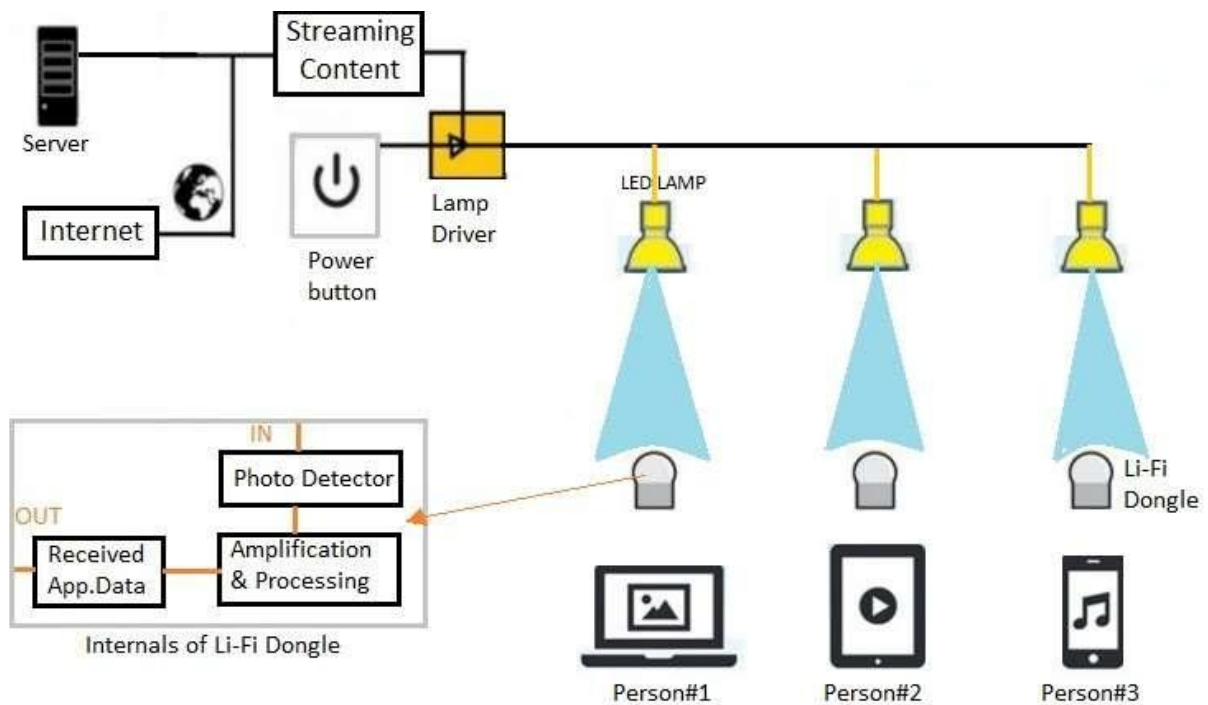 Streaming
Content
Server
Internet
Power
button
Lamp
Driver
LED LAMP
Li-Fi
Dongle
IN
Photo Detector
OUT
Received
App.Data
Amplification
& Processing
Internals of Li-Fi Dongle
Person#1
Person#2
Person#3